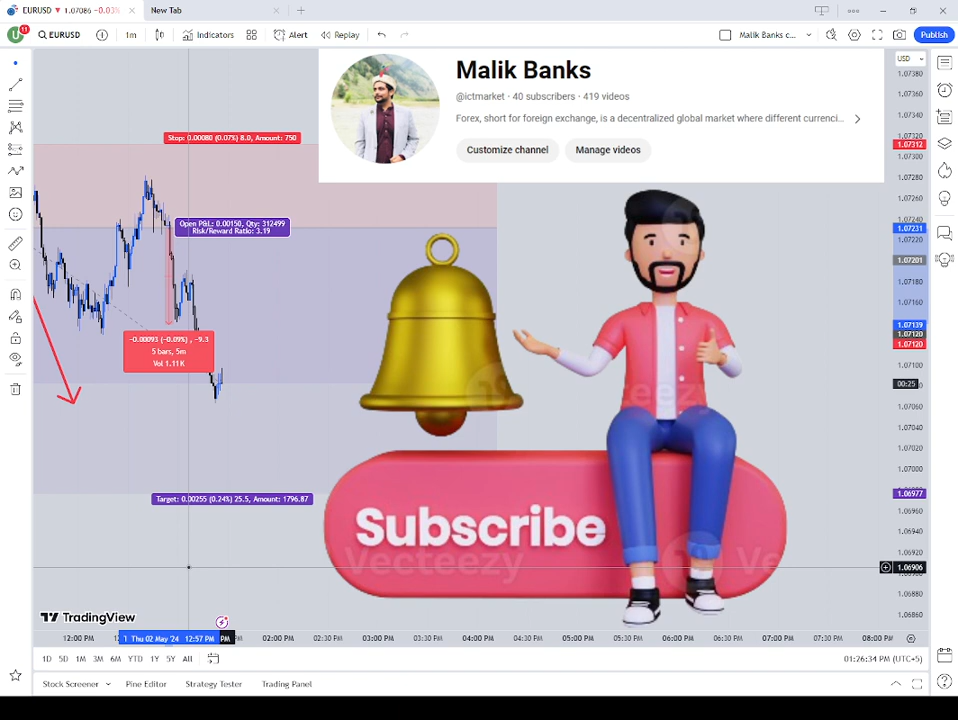 EURUSD ▼ 1.07086 −0.03%
New Tab
U 11
EURUSD
1m
Indicators
Alert
Replay
Malik Banks c...
Publish
Malik Banks
@ictmarket · 40 subscribers · 419 videos
Forex, short for foreign exchange, is a decentralized global market where different currenci...
Customize channel
Manage videos
USD
1.07380
1.07360
1.07340
1.07320
1.07312
1.07300
1.07280
1.07260
1.07240
1.07231
1.07220
1.07201
1.07180
1.07160
1.07139
1.07120
1.07120
1.07100
00:25
1.07060
1.07040
1.07020
1.07000
1.06977
1.06960
1.06940
1.06920
1.06906
1.06880
1.06860
Stop: 0.00080 (0.07%) 8.0, Amount: 750
Open P&L: 0.00150, Qty: 312499
Risk/Reward Ratio: 3.19
-0.00093 (-0.09%) , -9.3
5 bars, 5m
Vol 1.11K
Target: 0.00255 (0.24%) 25.5, Amount: 1796.87
Subscribe
Vecteezy
TradingView
12:00 PM
Thu 02 May '24 12:57 PM
PM
02:00 PM
02:30 PM
03:00 PM
03:30 PM
04:00 PM
04:30 PM
05:00 PM
05:30 PM
06:00 PM
06:30 PM
07:00 PM
07:30 PM
08:00 PM
1D 5D 1M 3M 6M YTD 1Y 5Y All
01:26:34 PM (UTC+5)
Stock Screener
Pine Editor
Strategy Tester
Trading Panel